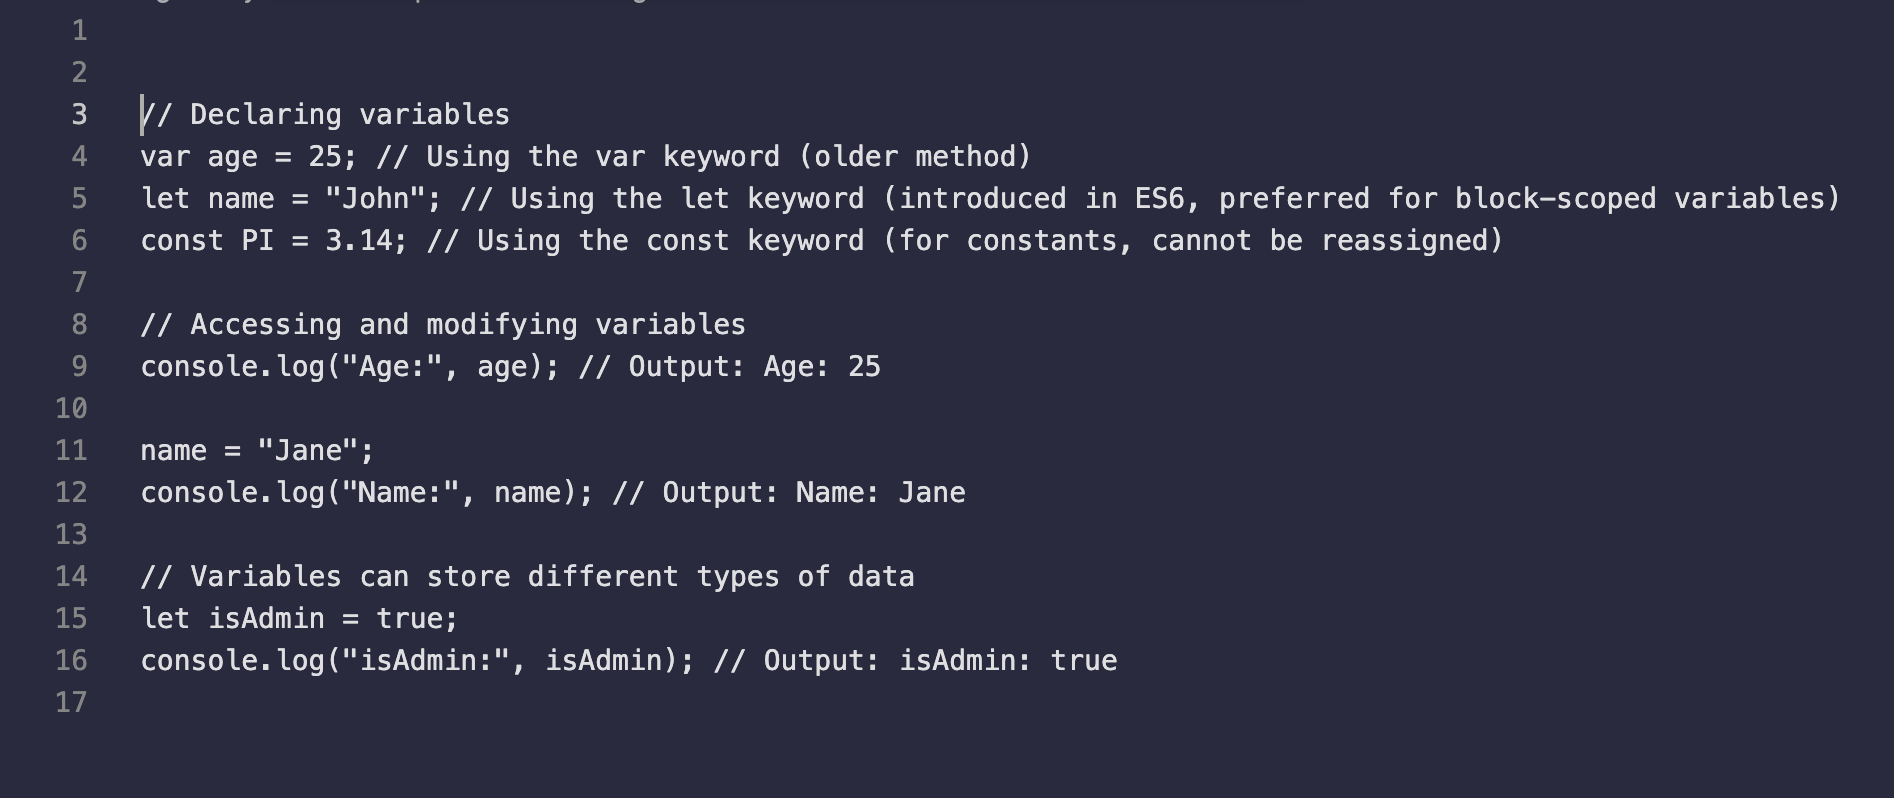 1
2
3 // Declaring variables
4 var age = 25; // Using the var keyword (older method)
5 let name = "John"; // Using the let keyword (introduced in ES6, preferred for block-scoped variables)
6 const PI = 3.14; // Using the const keyword (for constants, cannot be reassigned)
7
8 // Accessing and modifying variables
9 console.log("Age:", age); // Output: Age: 25
10
11 name = "Jane";
12 console.log("Name:", name); // Output: Name: Jane
13
14 // Variables can store different types of data
15 let isAdmin = true;
16 console.log("isAdmin:", isAdmin); // Output: isAdmin: true
17